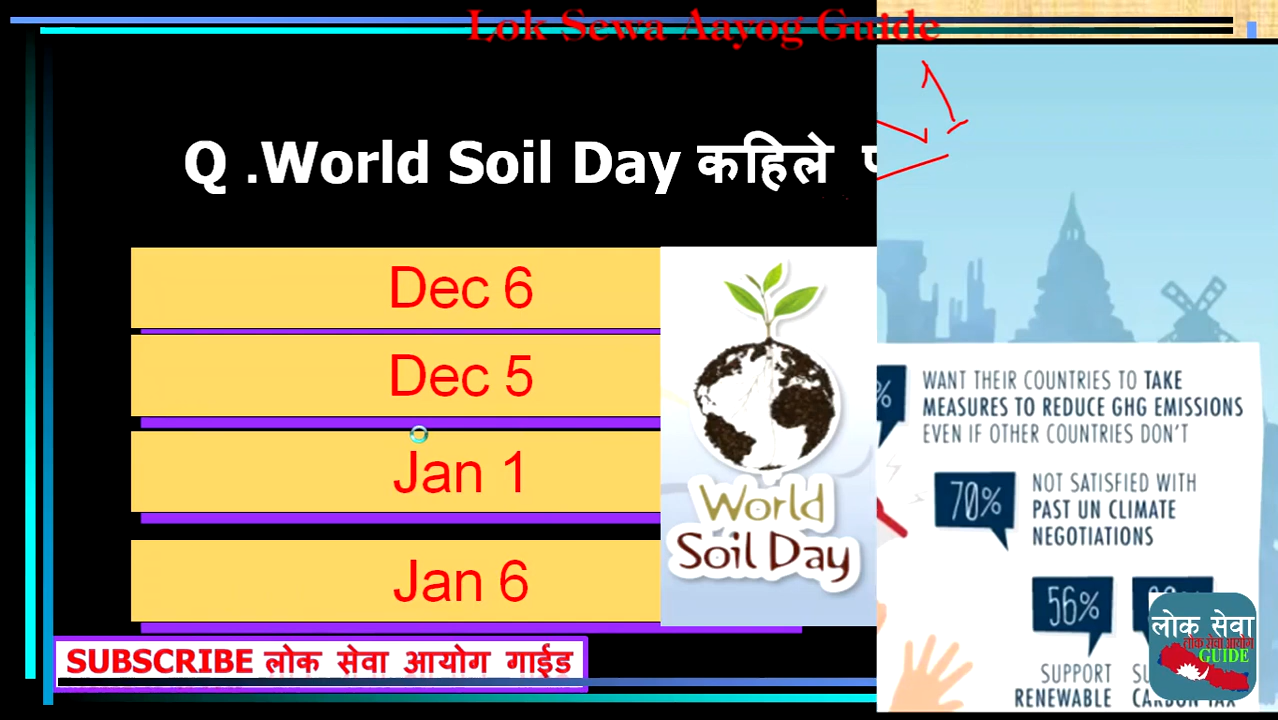 Lok Sewa Aayog Guide
Q .World Soil Day कहिले
Dec 6
Dec 5
Jan 1
Jan 6
World
Soil Day
%
WANT THEIR COUNTRIES TO TAKE
MEASURES TO REDUCE GHG EMISSIONS
EVEN IF OTHER COUNTRIES DON'T
70%
NOT SATISFIED WITH
PAST UN CLIMATE
NEGOTIATIONS
56%
SUPPORT
RENEWABLE
लोक सेवा
लोक सेवा आयोग
GUIDE
SUBSCRIBE लोक सेवा आयोग गाईड